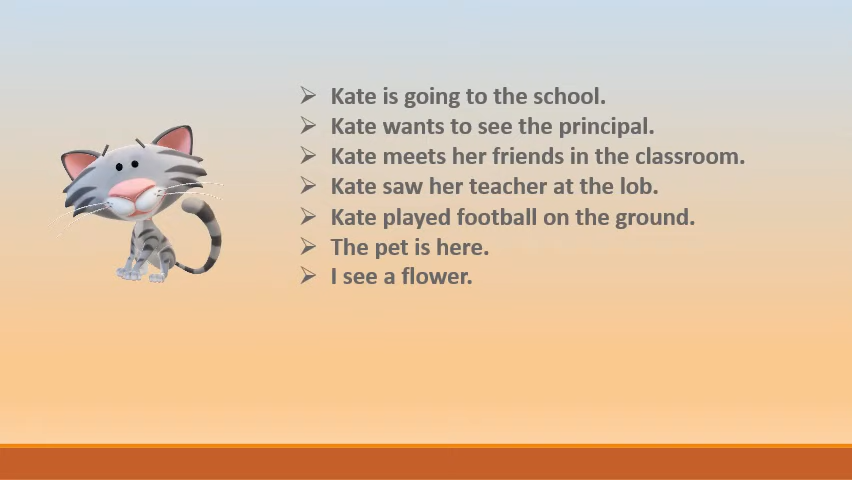 Kate is going to the school.
Kate wants to see the principal.
Kate meets her friends in the classroom.
Kate saw her teacher at the lob.
Kate played football on the ground.
The pet is here.
I see a flower.